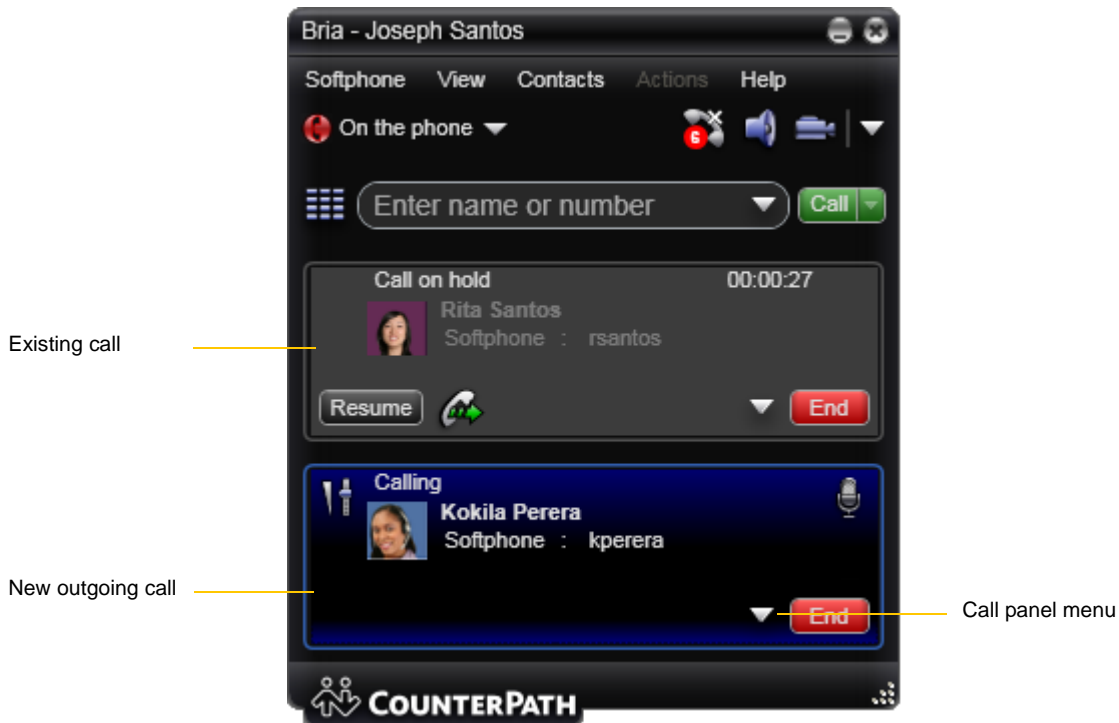 Bria - Joseph Santos
Softphone View Contacts Actions Help
On the phone
6
Enter name or number
Call
Call on hold 00:00:27
Rita Santos
Softphone : rsantos
Existing call
Resume
End
Calling
Kokila Perera
Softphone : kperera
New outgoing call
End
Call panel menu
COUNTERPATH